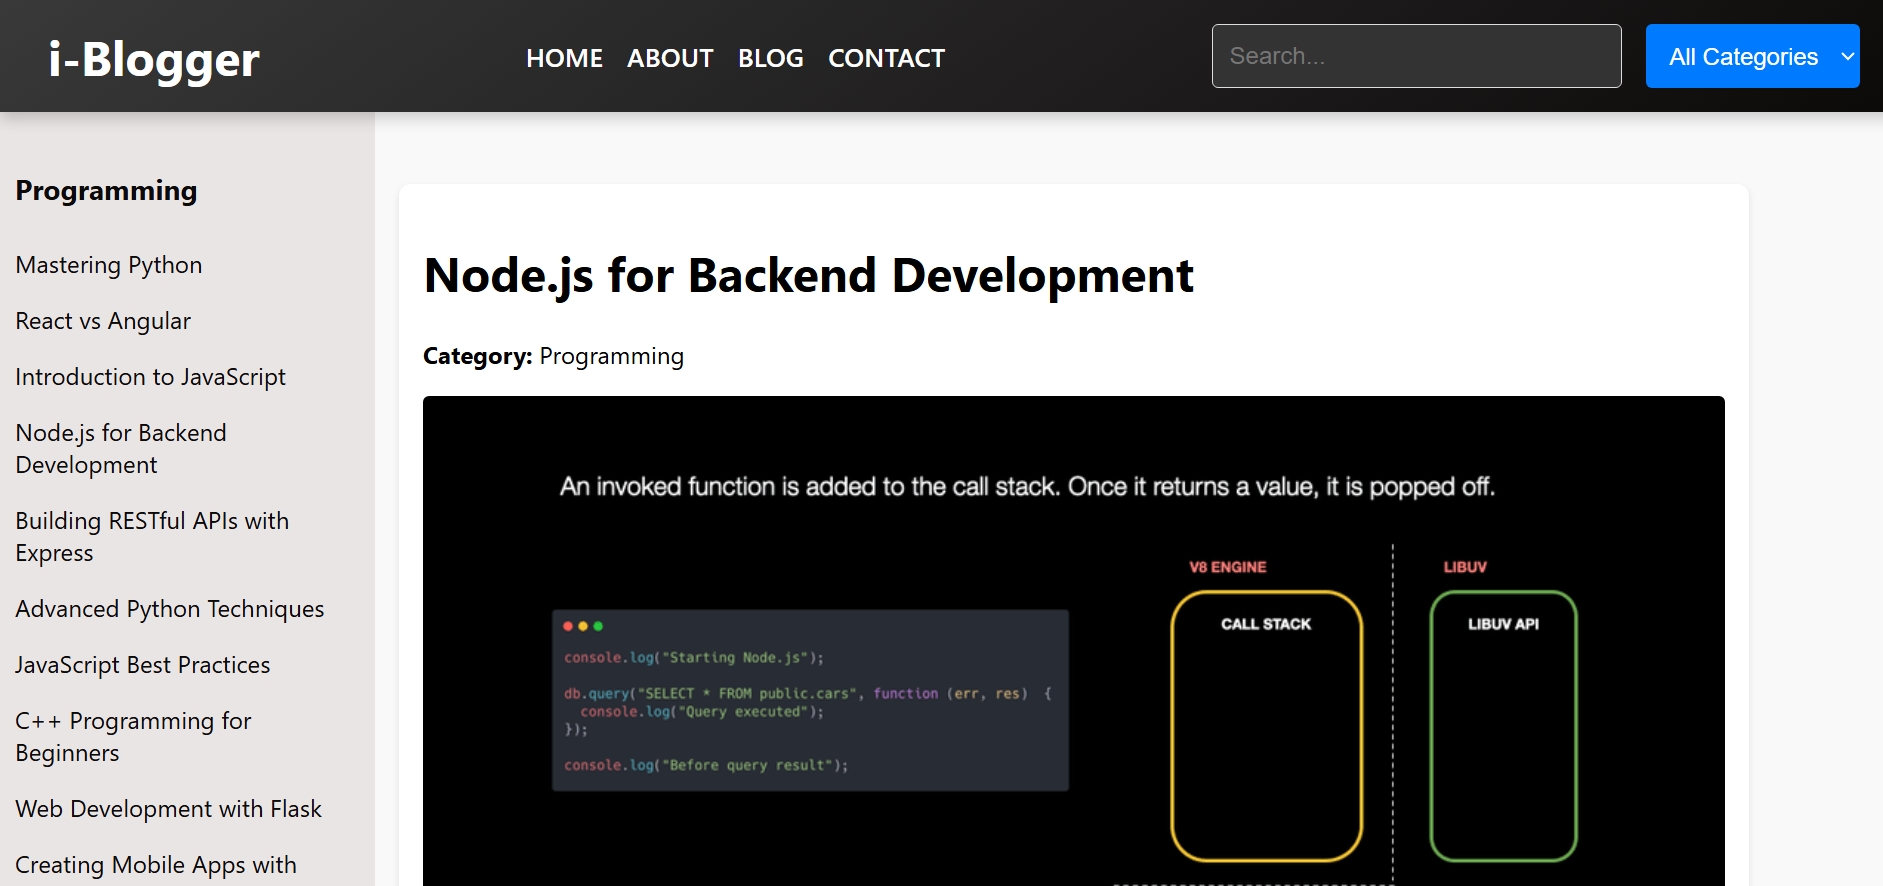 i-Blogger
HOME ABOUT BLOG CONTACT
Search...
All Categories
Programming
Mastering Python
React vs Angular
Introduction to JavaScript
Node.js for Backend
Development
Building RESTful APIs with
Express
Advanced Python Techniques
JavaScript Best Practices
C++ Programming for
Beginners
Web Development with Flask
Creating Mobile Apps with
Node.js for Backend Development
Category: Programming
An invoked function is added to the call stack. Once it returns a value, it is popped off.
console.log("Starting Node.js");
db.query("SELECT * FROM public.cars", function (err, res) {
console.log("Query executed");
});
console.log("Before query result");
V8 ENGINE
CALL STACK
LIBUV
LIBUV API